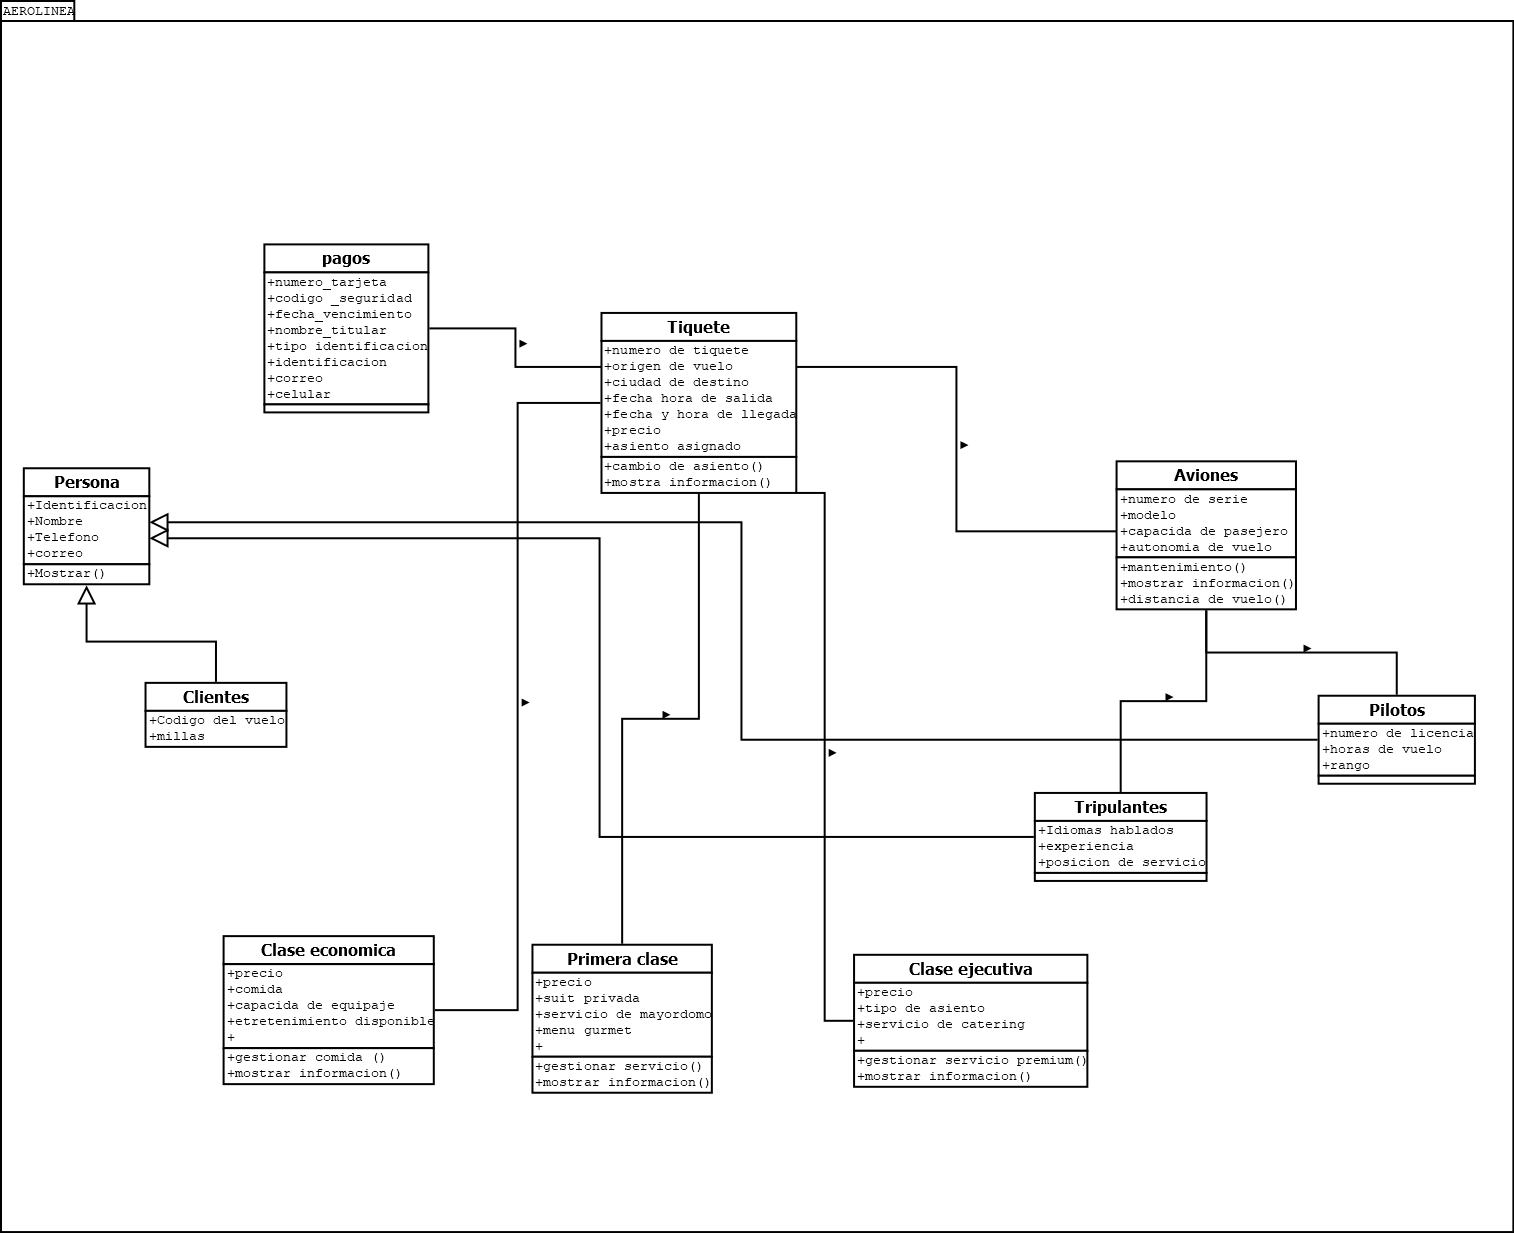 AEROLINEA
pagos
+numero_tarjeta
+codigo _seguridad
+fecha_vencimiento
+nombre_titular
+tipo identificacion
+identificacion
+correo
+celular
Tiquete
+numero de tiquete
+origen de vuelo
+ciudad de destino
+fecha hora de salida
+fecha y hora de llegada
+precio
+asiento asignado
+cambio de asiento()
+mostra informacion()
Persona
+Identificacion
+Nombre
+Telefono
+correo
+Mostrar()
Aviones
+numero de serie
+modelo
+capacida de pasejero
+autonomia de vuelo
+mantenimiento()
+mostrar informacion()
+distancia de vuelo()
Clientes
+Codigo del vuelo
+millas
Pilotos
+numero de licencia
+horas de vuelo
+rango
Tripulantes
+Idiomas hablados
+experiencia
+posicion de servicio
Clase economica
+precio
+comida
+capacida de equipaje
+etretenimiento disponible
+
+gestionar comida ()
+mostrar informacion()
Primera clase
+precio
+suit privada
+servicio de mayordomo
+menu gurmet
+
+gestionar servicio()
+mostrar informacion()
Clase ejecutiva
+precio
+tipo de asiento
+servicio de catering
+
+gestionar servicio premium()
+mostrar informacion()